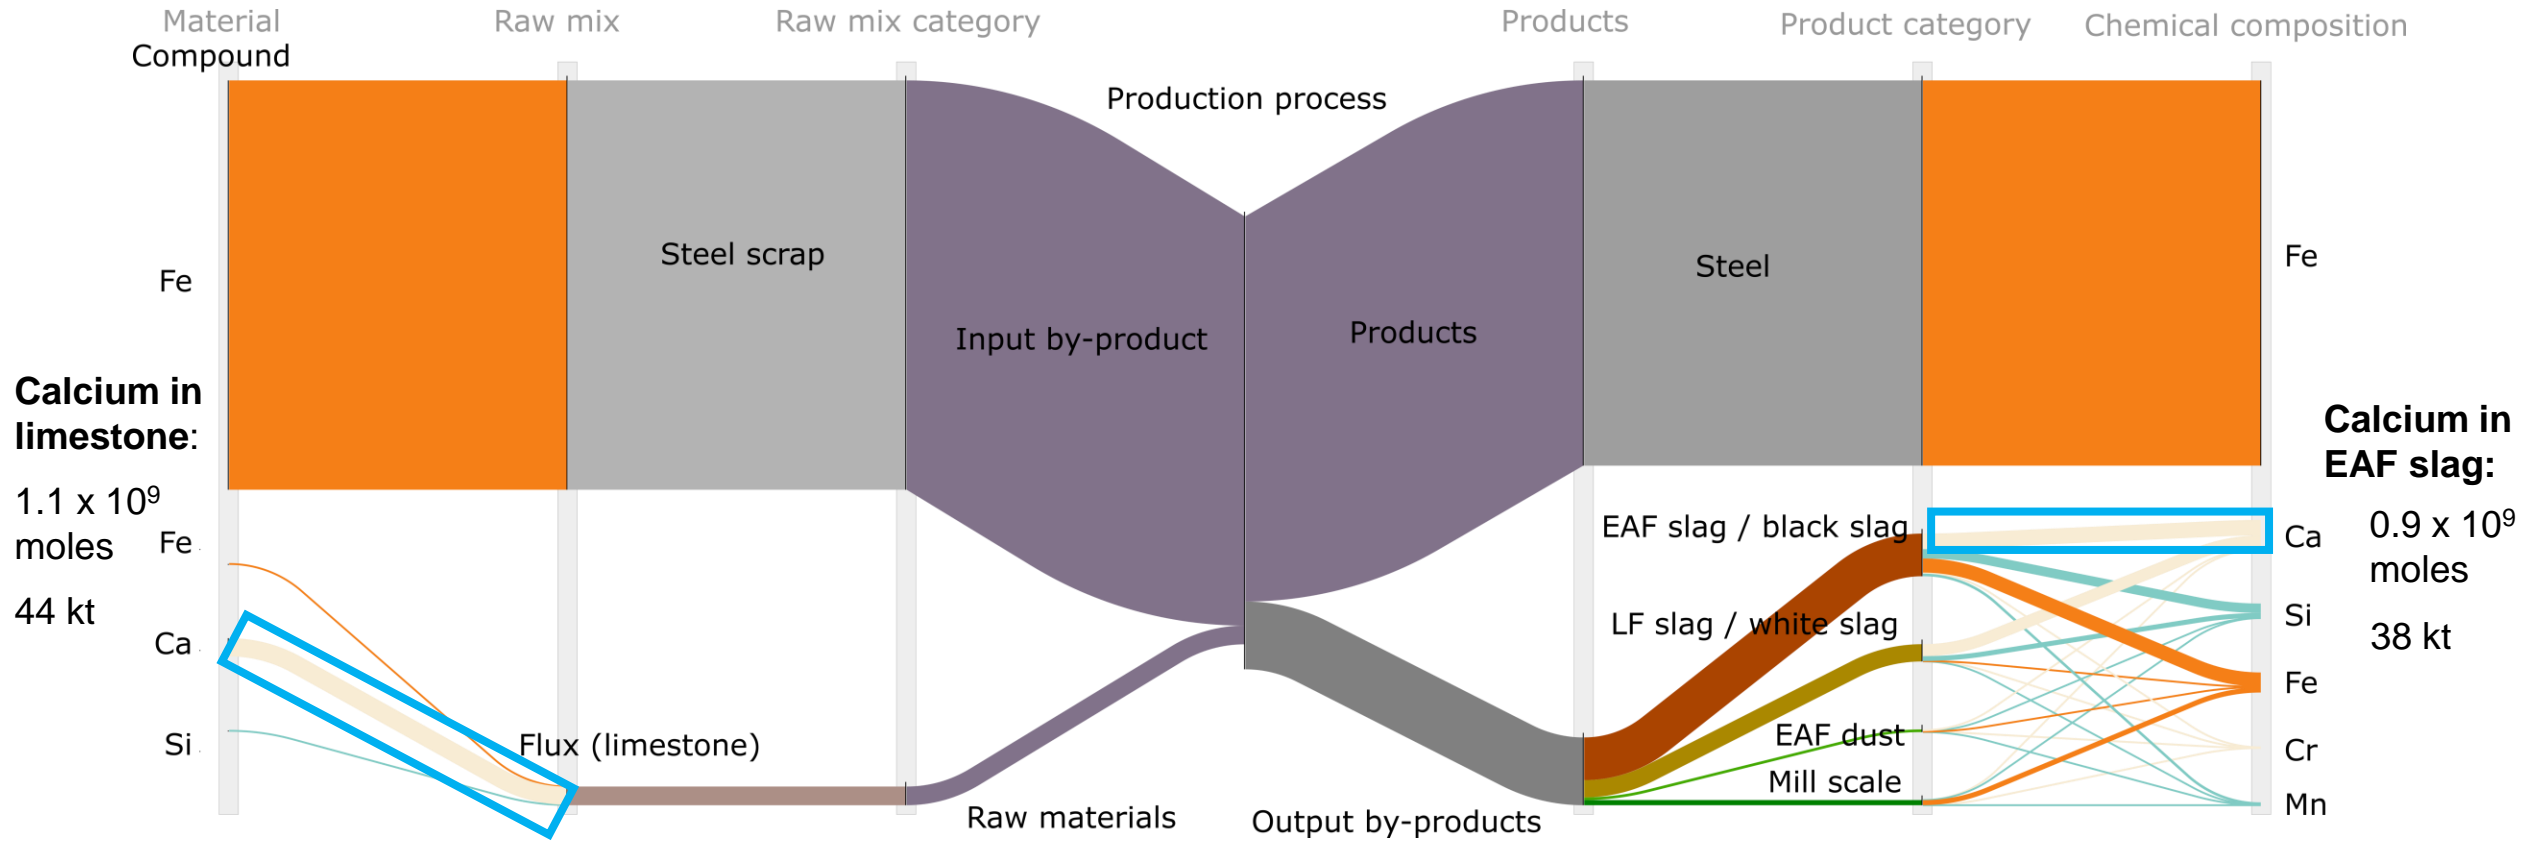 Material
Raw mix
Raw mix category
Products
Product category
Chemical composition
Compound
Production process
Steel scrap
Steel
Fe
Fe
Input by-product
Products
Calcium in
limestone:
1.1 x 10⁹
moles
44 kt
Calcium in
EAF slag:
0.9 x 10⁹
moles
38 kt
Fe
Ca
Si
Flux (limestone)
Raw materials
Output by-products
EAF slag / black slag
LF slag / white slag
EAF dust
Mill scale
Ca
Si
Fe
Cr
Mn